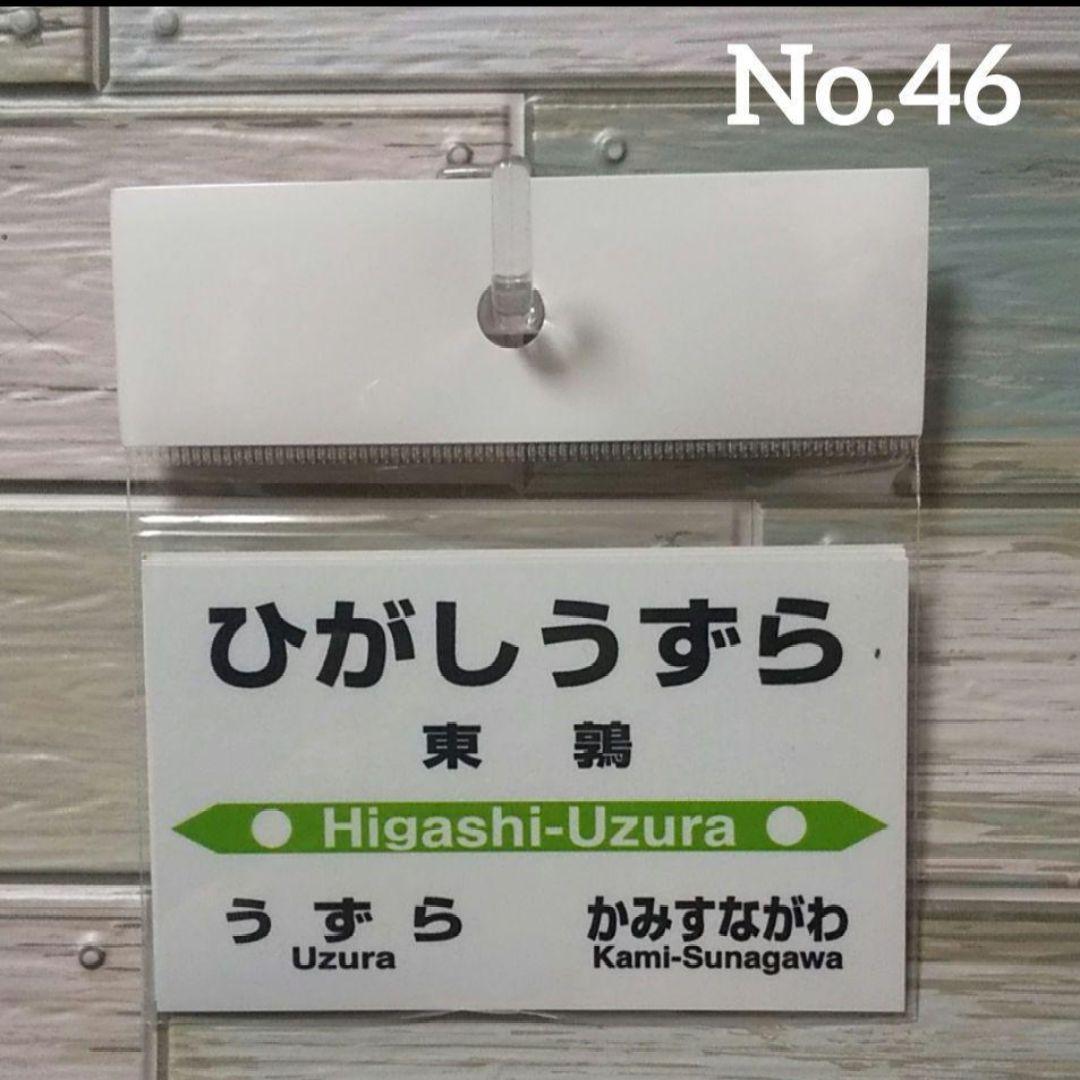 No.46
ひがしうずら
東 鶉
Higashi-Uzura
うずら かみすながわ
Uzura Kami-Sunagawa